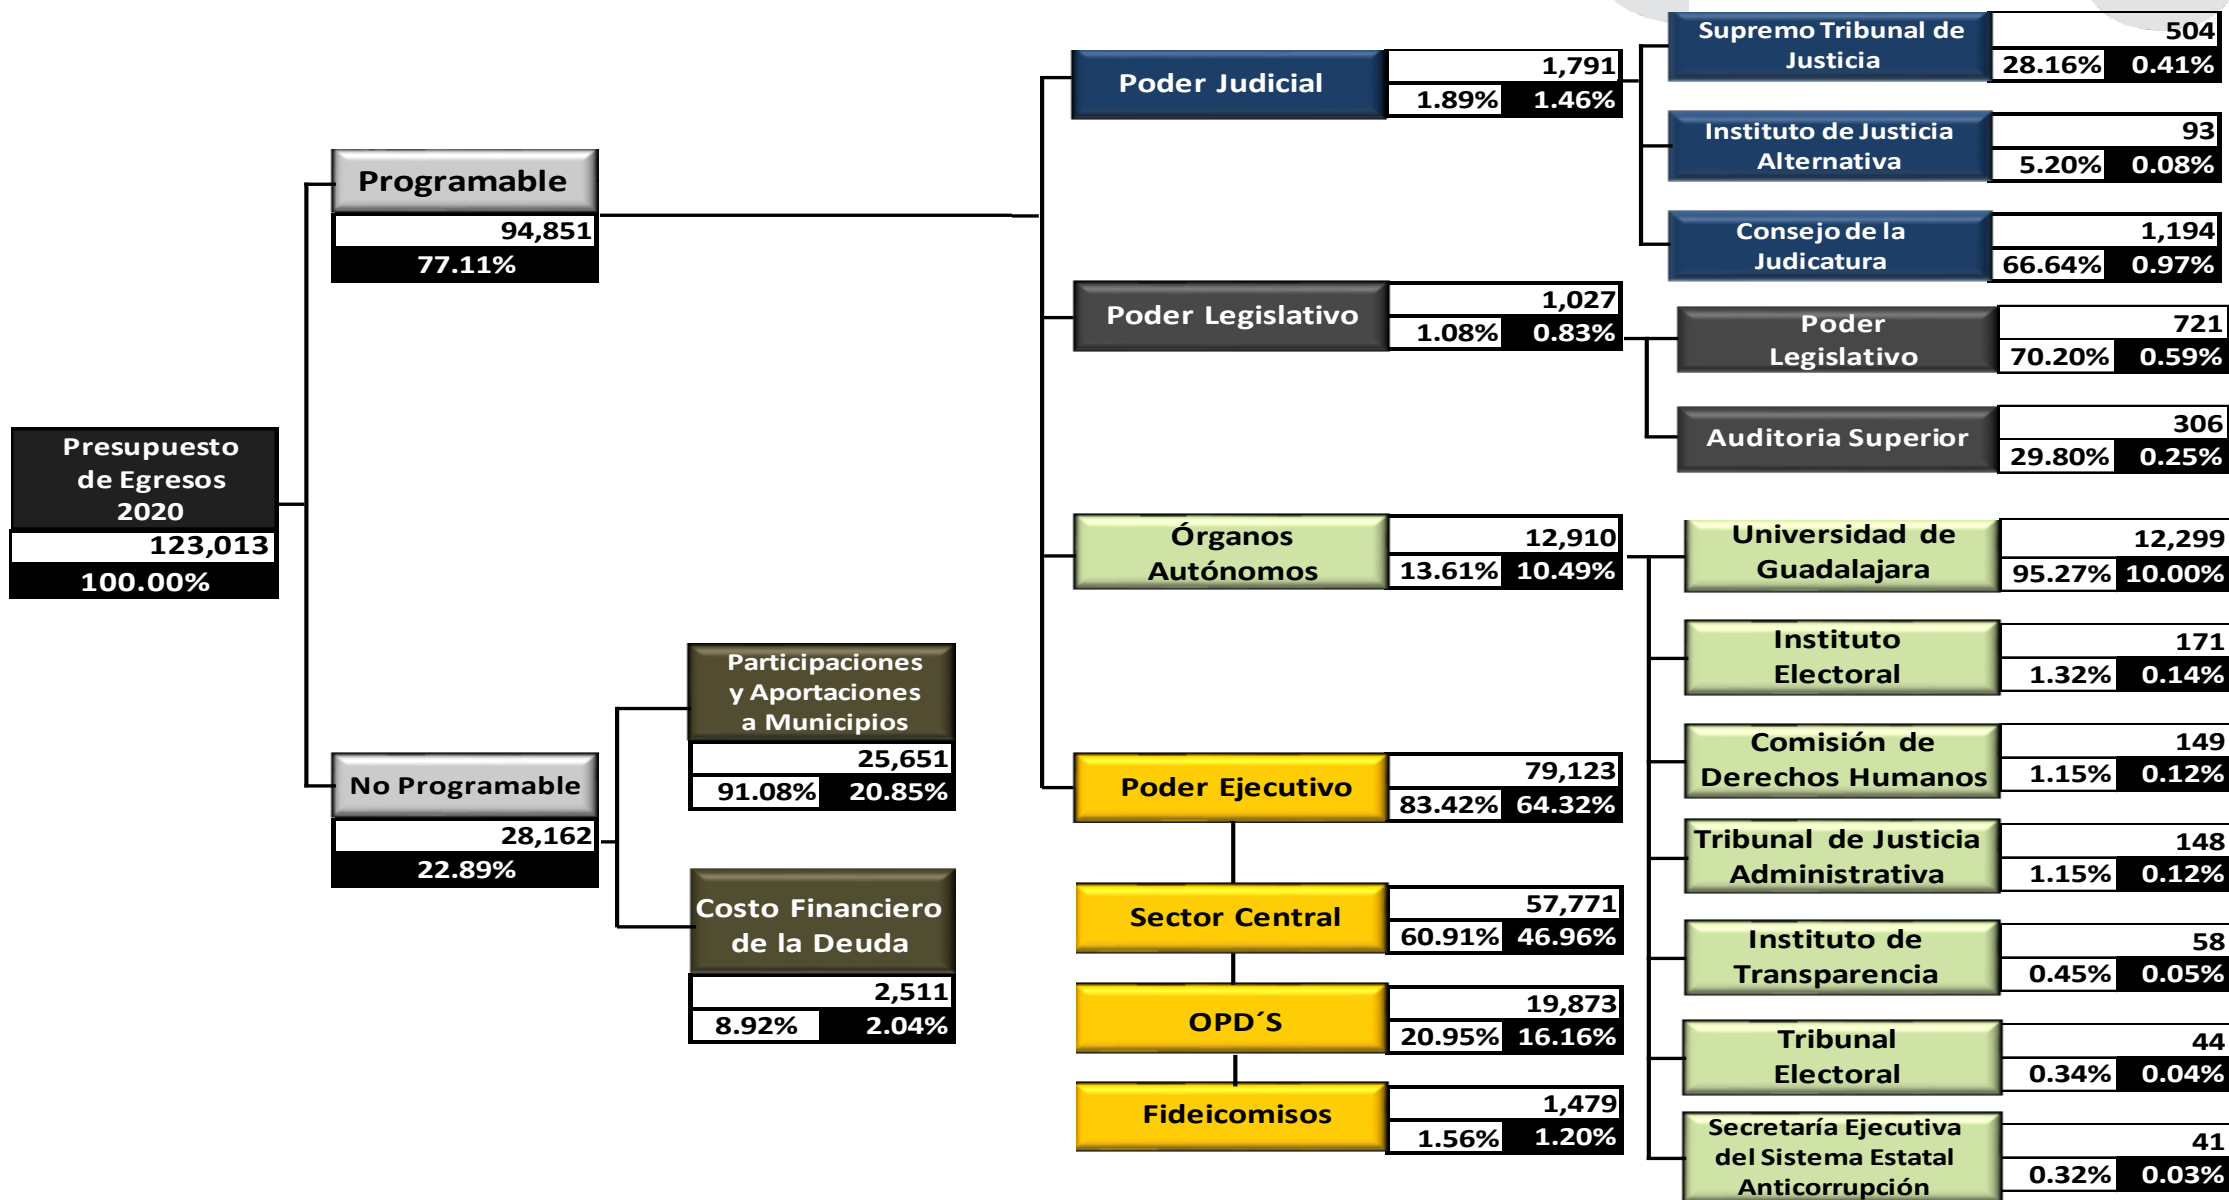 Presupuesto
de Egresos
2020
123,013
100.00%
Programable
94,851
77.11%
No Programable
28,162
22.89%
Participaciones
y Aportaciones
a Municipios
25,651
91.08% 20.85%
Costo Financiero
de la Deuda
2,511
8.92% 2.04%
Poder Judicial
1,791
1.89% 1.46%
Supremo Tribunal de
Justicia
504
28.16% 0.41%
Instituto de Justicia
Alternativa
93
5.20% 0.08%
Consejo de la
Judicatura
1,194
66.64% 0.97%
Poder Legislativo
1,027
1.08% 0.83%
Poder
Legislativo
721
70.20% 0.59%
Auditoria Superior
306
29.80% 0.25%
Órganos
Autónomos
12,910
13.61% 10.49%
Universidad de
Guadalajara
12,299
95.27% 10.00%
Instituto
Electoral
171
1.32% 0.14%
Comisión de
Derechos Humanos
149
1.15% 0.12%
Tribunal de Justicia
Administrativa
148
1.15% 0.12%
Instituto de
Transparencia
58
0.45% 0.05%
Tribunal
Electoral
44
0.34% 0.04%
Secretaría Ejecutiva
del Sistema Estatal
Anticorrupción
41
0.32% 0.03%
Poder Ejecutivo
79,123
83.42% 64.32%
Sector Central
57,771
60.91% 46.96%
OPD´S
19,873
20.95% 16.16%
Fideicomisos
1,479
1.56% 1.20%